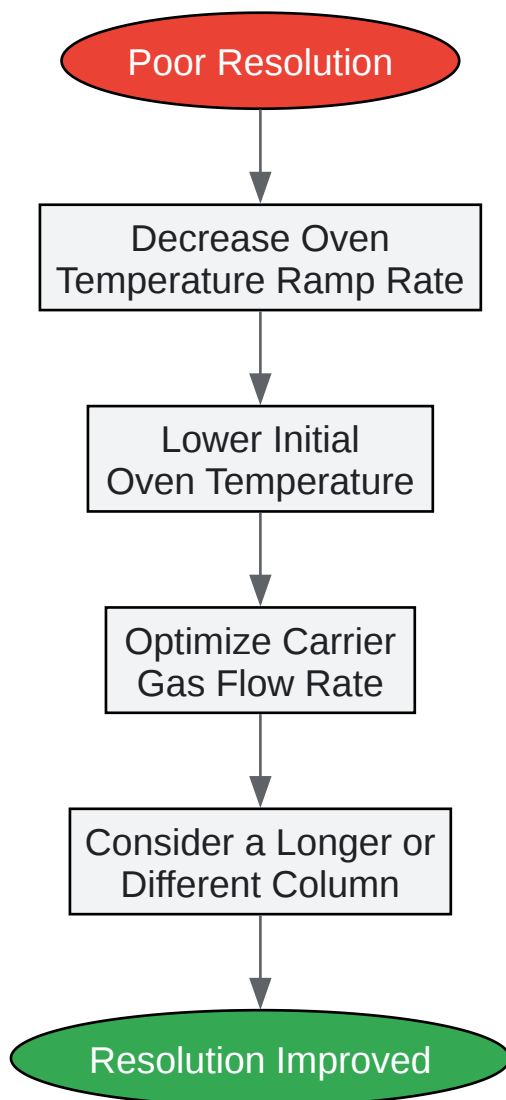 Poor Resolution
Decrease Oven
Temperature Ramp Rate
Lower Initial
Oven Temperature
Optimize Carrier
Gas Flow Rate
Consider a Longer or
Different Column
Resolution Improved